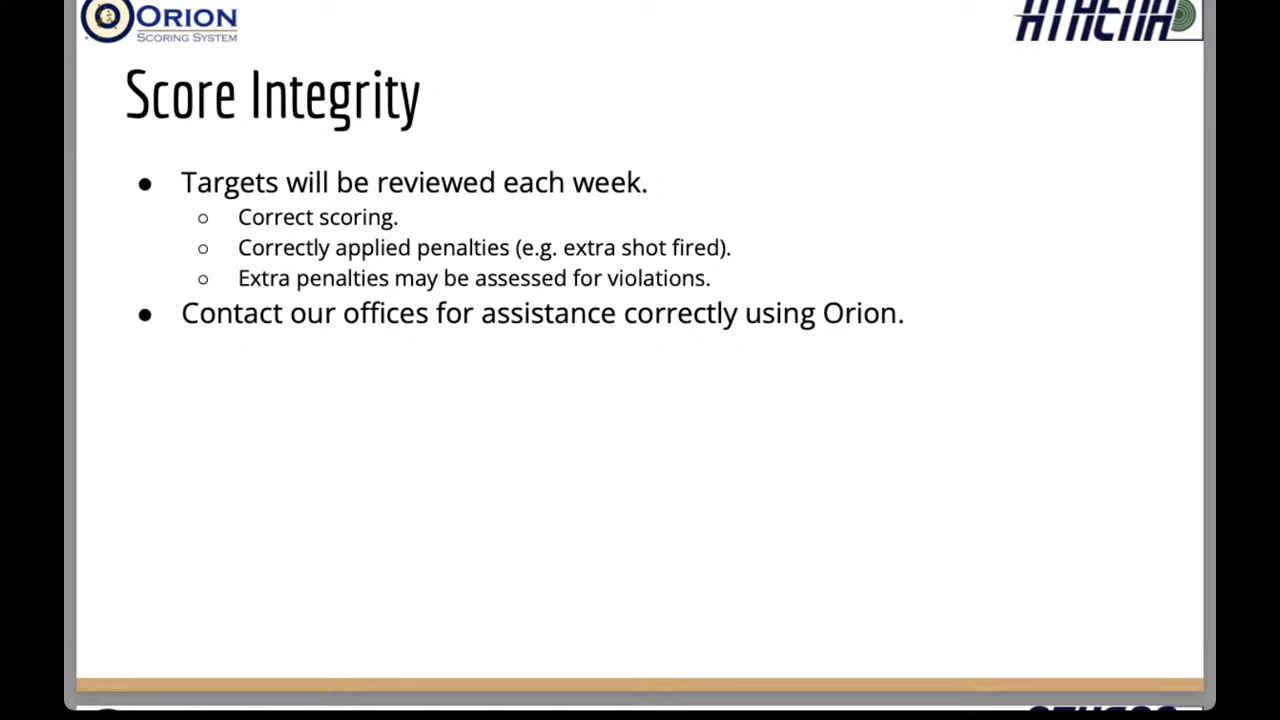 ORION
SCORING SYSTEM
ATHENA
Score Integrity
● Targets will be reviewed each week.
○ Correct scoring.
○ Correctly applied penalties (e.g. extra shot fired).
○ Extra penalties may be assessed for violations.
● Contact our offices for assistance correctly using Orion.